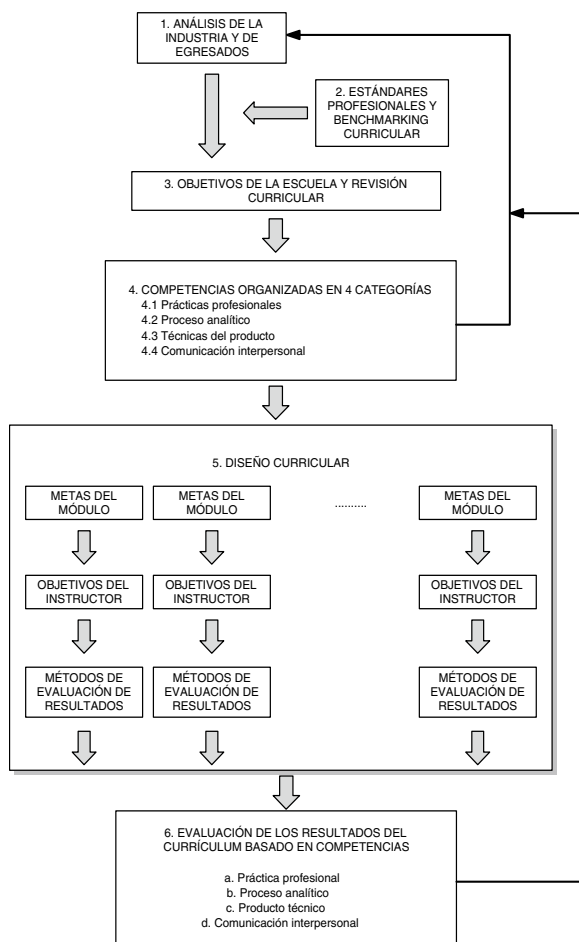 1. ANÁLISIS DE LA
INDUSTRIA Y DE
EGRESADOS
2. ESTÁNDARES
PROFESIONALES Y
BENCHMARKING
CURRICULAR
3. OBJETIVOS DE LA ESCUELA Y REVISIÓN
CURRICULAR
4. COMPETENCIAS ORGANIZADAS EN 4 CATEGORÍAS
4.1 Prácticas profesionales
4.2 Proceso analítico
4.3 Técnicas del producto
4.4 Comunicación interpersonal
5. DISEÑO CURRICULAR
METAS DEL
MÓDULO
METAS DEL
MÓDULO
..........
METAS DEL
MÓDULO
OBJETIVOS DEL
INSTRUCTOR
OBJETIVOS DEL
INSTRUCTOR
OBJETIVOS DEL
INSTRUCTOR
MÉTODOS DE
EVALUACIÓN DE
RESULTADOS
MÉTODOS DE
EVALUACIÓN DE
RESULTADOS
MÉTODOS DE
EVALUACIÓN DE
RESULTADOS
6. EVALUACIÓN DE LOS RESULTADOS DEL
CURRÍCULUM BASADO EN COMPETENCIAS
a. Práctica profesional
b. Proceso analítico
c. Producto técnico
d. Comunicación interpersonal